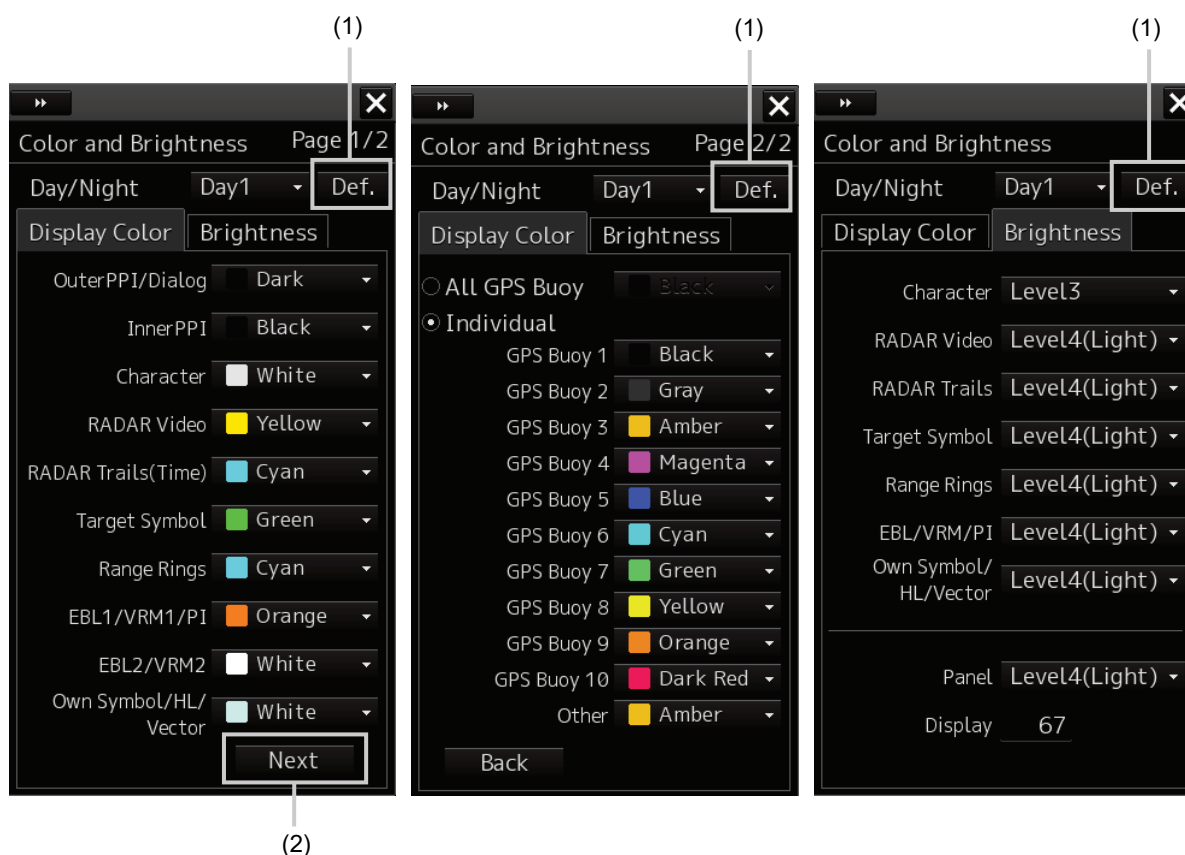 (1)
Color and Brightness Page 1/2
Day/Night Day1 Def.
Display Color Brightness
OuterPPI/Dialog Dark
InnerPPI Black
Character White
RADAR Video Yellow
RADAR Trails(Time) Cyan
Target Symbol Green
Range Rings Cyan
EBL1/VRM1/PI Orange
EBL2/VRM2 White
Own Symbol/HL/
Vector White
Next
(2)
(1)
Color and Brightness Page 2/2
Day/Night Day1 Def.
Display Color Brightness
All GPS Buoy Black
Individual
GPS Buoy 1 Black
GPS Buoy 2 Gray
GPS Buoy 3 Amber
GPS Buoy 4 Magenta
GPS Buoy 5 Blue
GPS Buoy 6 Cyan
GPS Buoy 7 Green
GPS Buoy 8 Yellow
GPS Buoy 9 Orange
GPS Buoy 10 Dark Red
Other Amber
Back
(1)
Color and Brightness
Day/Night Day1 Def.
Display Color Brightness
Character Level3
RADAR Video Level4(Light)
RADAR Trails Level4(Light)
Target Symbol Level4(Light)
Range Rings Level4(Light)
EBL/VRM/PI Level4(Light)
Own Symbol/
HL/Vector Level4(Light)
Panel Level4(Light)
Display 67